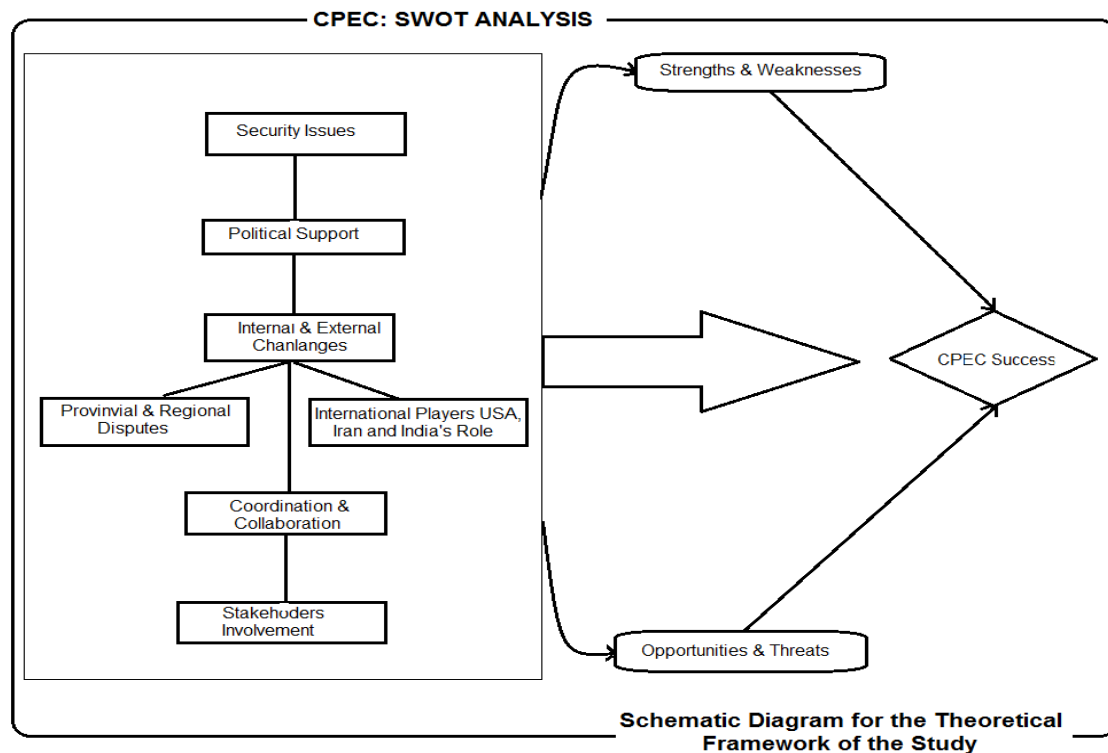 CPEC: SWOT ANALYSIS
Strengths & Weaknesses
Security Issues
Political Support
Internal & External
Chanlanges
Provinvial & Regional
Disputes
International Players USA,
Iran and India's Role
CPEC Success
Coordination &
Collaboration
Stakehoders
Involvement
Opportunities & Threats
Schematic Diagram for the Theoretical
Framework of the Study